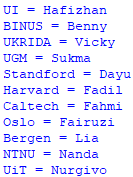 UI = Hafizhan
BINUS = Benny
UKRIDA = Vicky
UGM = Sukma
Standford = Dayu
Harvard = Fadil
Caltech = Fahmi
Oslo = Fairuzi
Bergen = Lia
NTNU = Nanda
UiT = Nurgivo